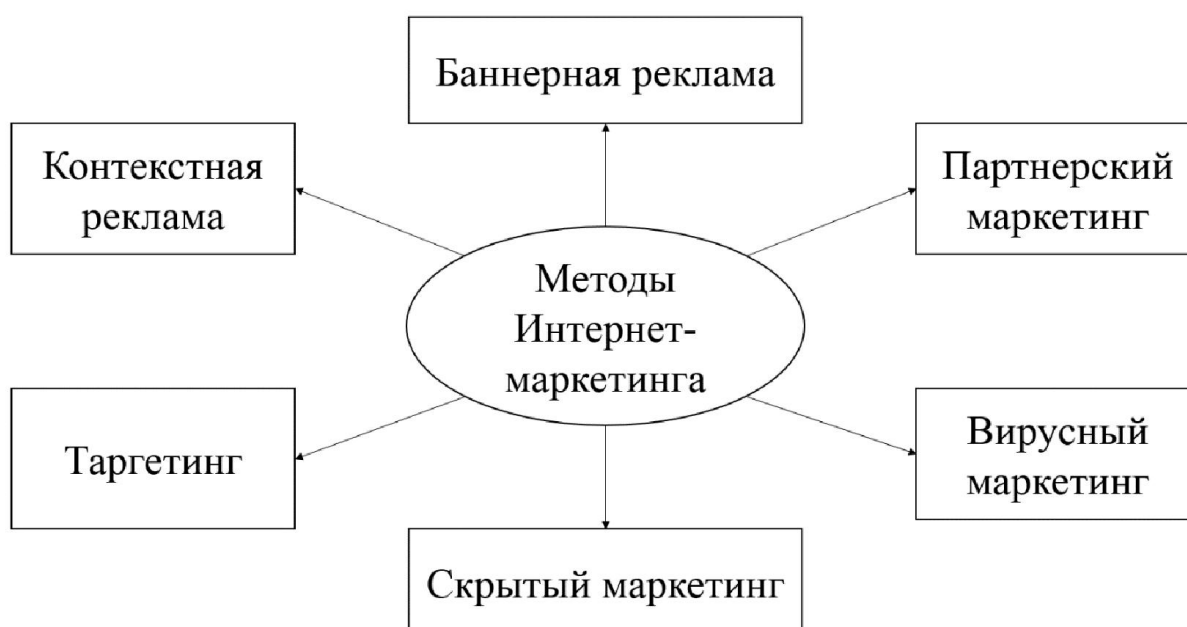 Баннерная реклама
Контекстная
реклама
Партнерский
маркетинг
Методы
Интернет-
маркетинга
Таргетинг
Вирусный
маркетинг
Скрытый маркетинг